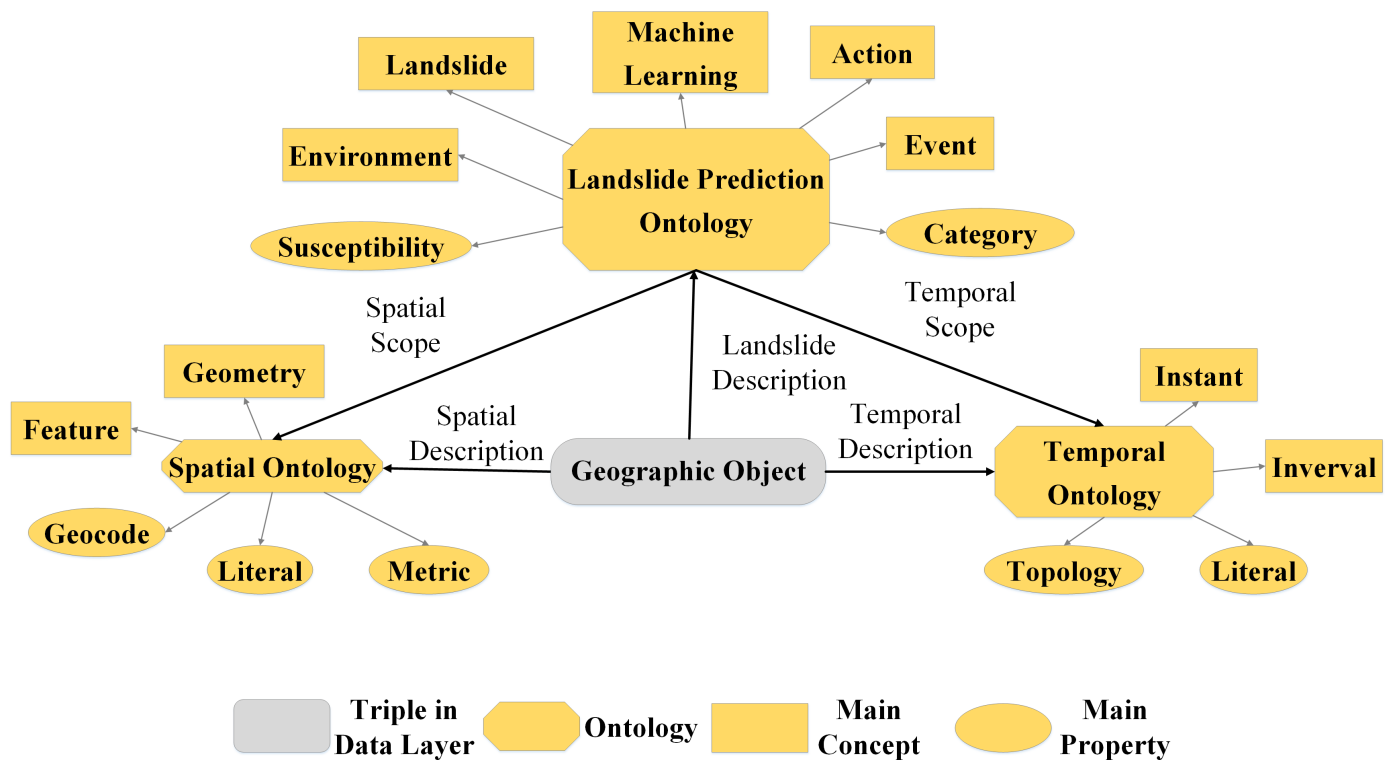 Machine
Learning
Landslide
Action
Environment
Event
Landslide Prediction
Ontology
Susceptibility
Category
Spatial
Scope
Temporal
Scope
Landslide
Description
Geometry
Instant
Feature
Spatial
Description
Temporal
Description
Spatial Ontology
Geographic Object
Temporal
Ontology
Inverval
Geocode
Literal
Metric
Topology
Literal
Triple in
Data Layer
Ontology
Main
Concept
Main
Property